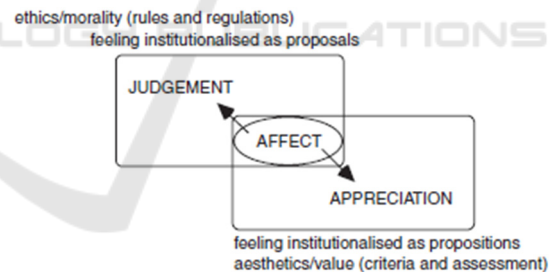 ethics/morality (rules and regulations)
feeling institutionalised as proposals
JUDGEMENT
AFFECT
APPRECIATION
feeling institutionalised as propositions
aesthetics/value (criteria and assessment)